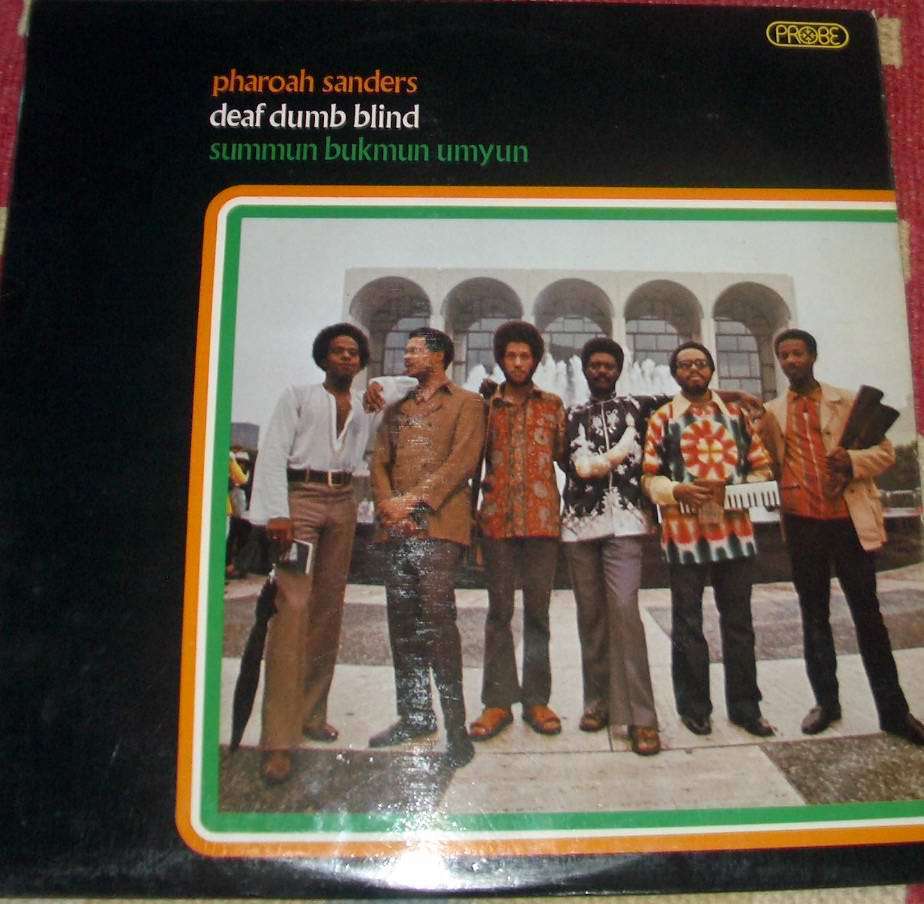 PROBE
pharoah sanders
deaf dumb blind
summun bukmun umyun